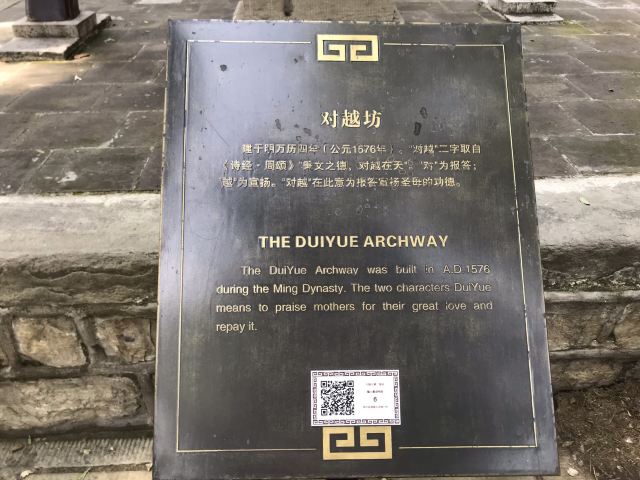 对越坊
建于明万历四年（公元1576年）。"对越"二字取自
《诗经·周颂》"秉文之德，对越在天"。"对"为报答；
"越"为宣扬。"对越"在此意为报答宣扬圣母的功德。
THE DUIYUE ARCHWAY
The DuiYue Archway was built in A.D.1576
during the Ming Dynasty. The two characters DuiYue
means to praise mothers for their great love and
repay it.
6